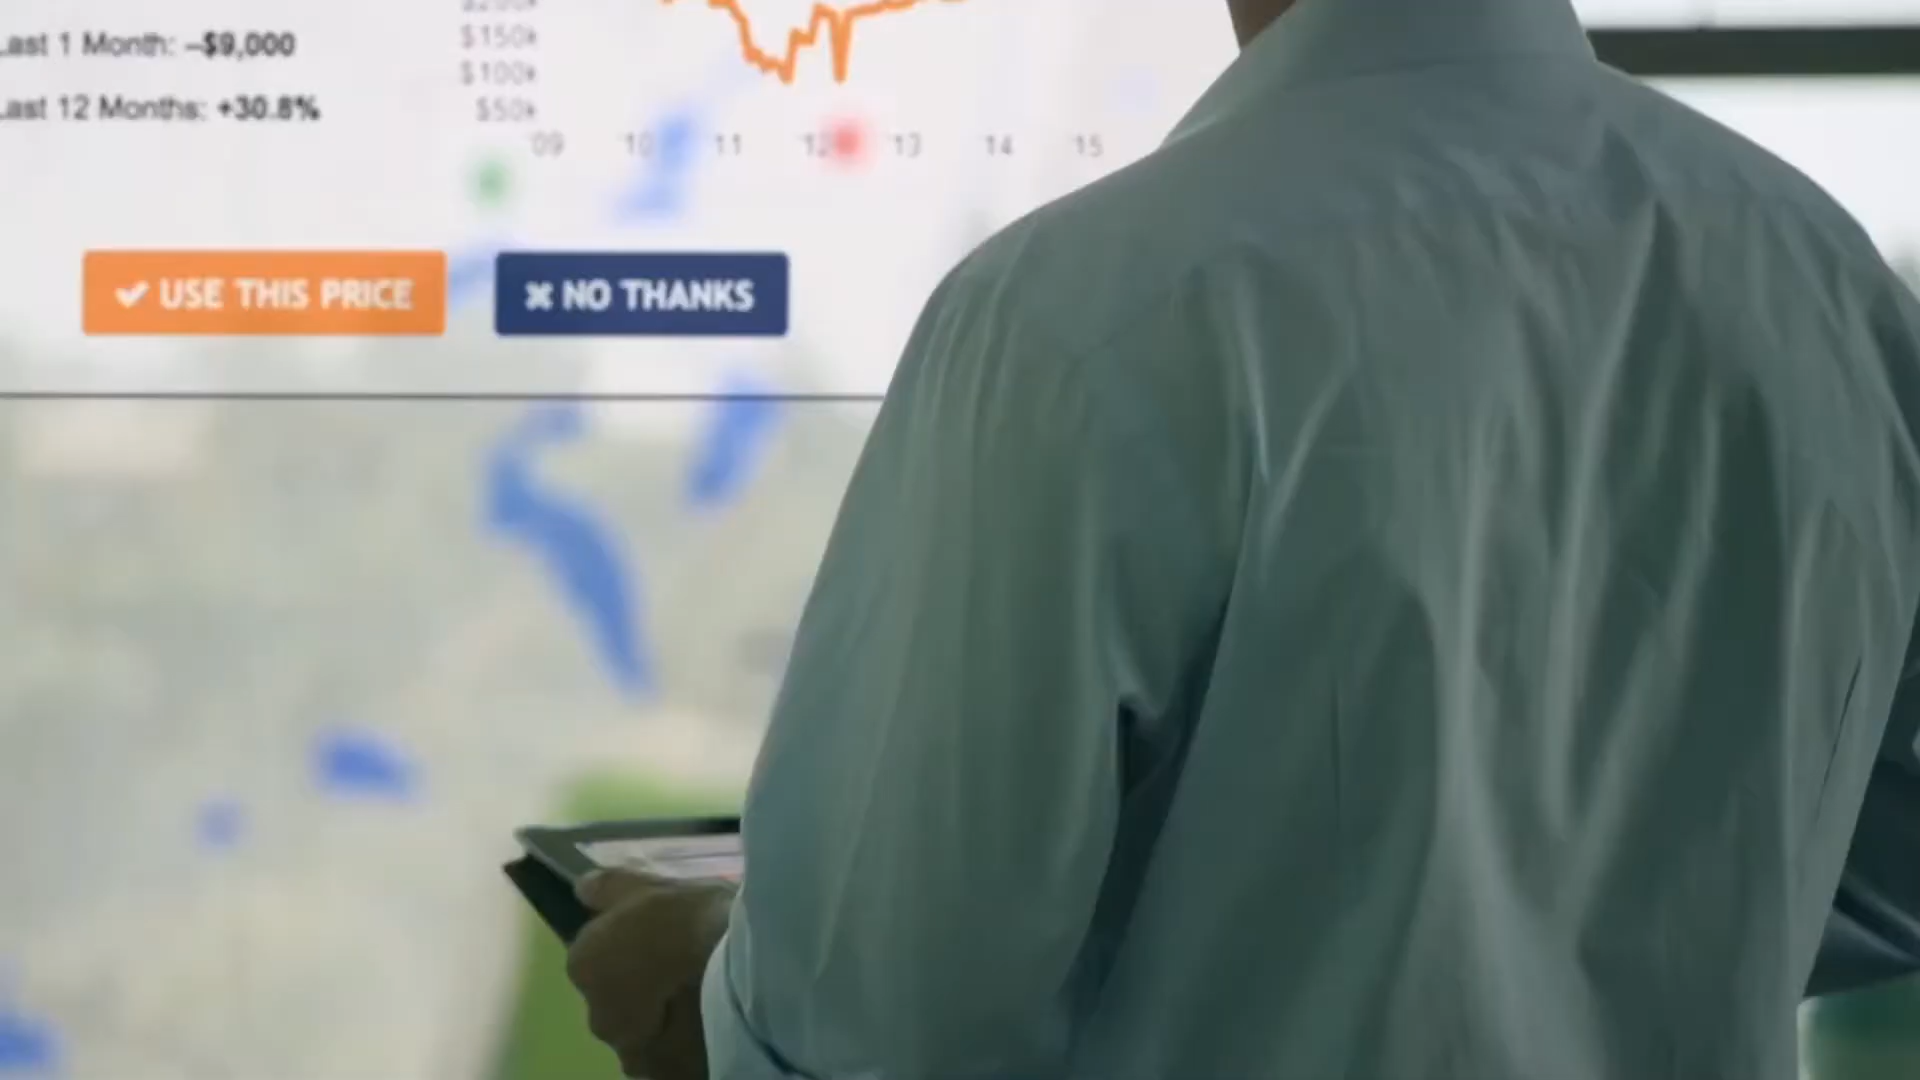 Last 1 Month: –$9,000
Last 12 Months: +30.8%
$200k
$150k
$100k
$50k
'09 '10 '11 '12 '13 '14 '15
✔ USE THIS PRICE
✖ NO THANKS